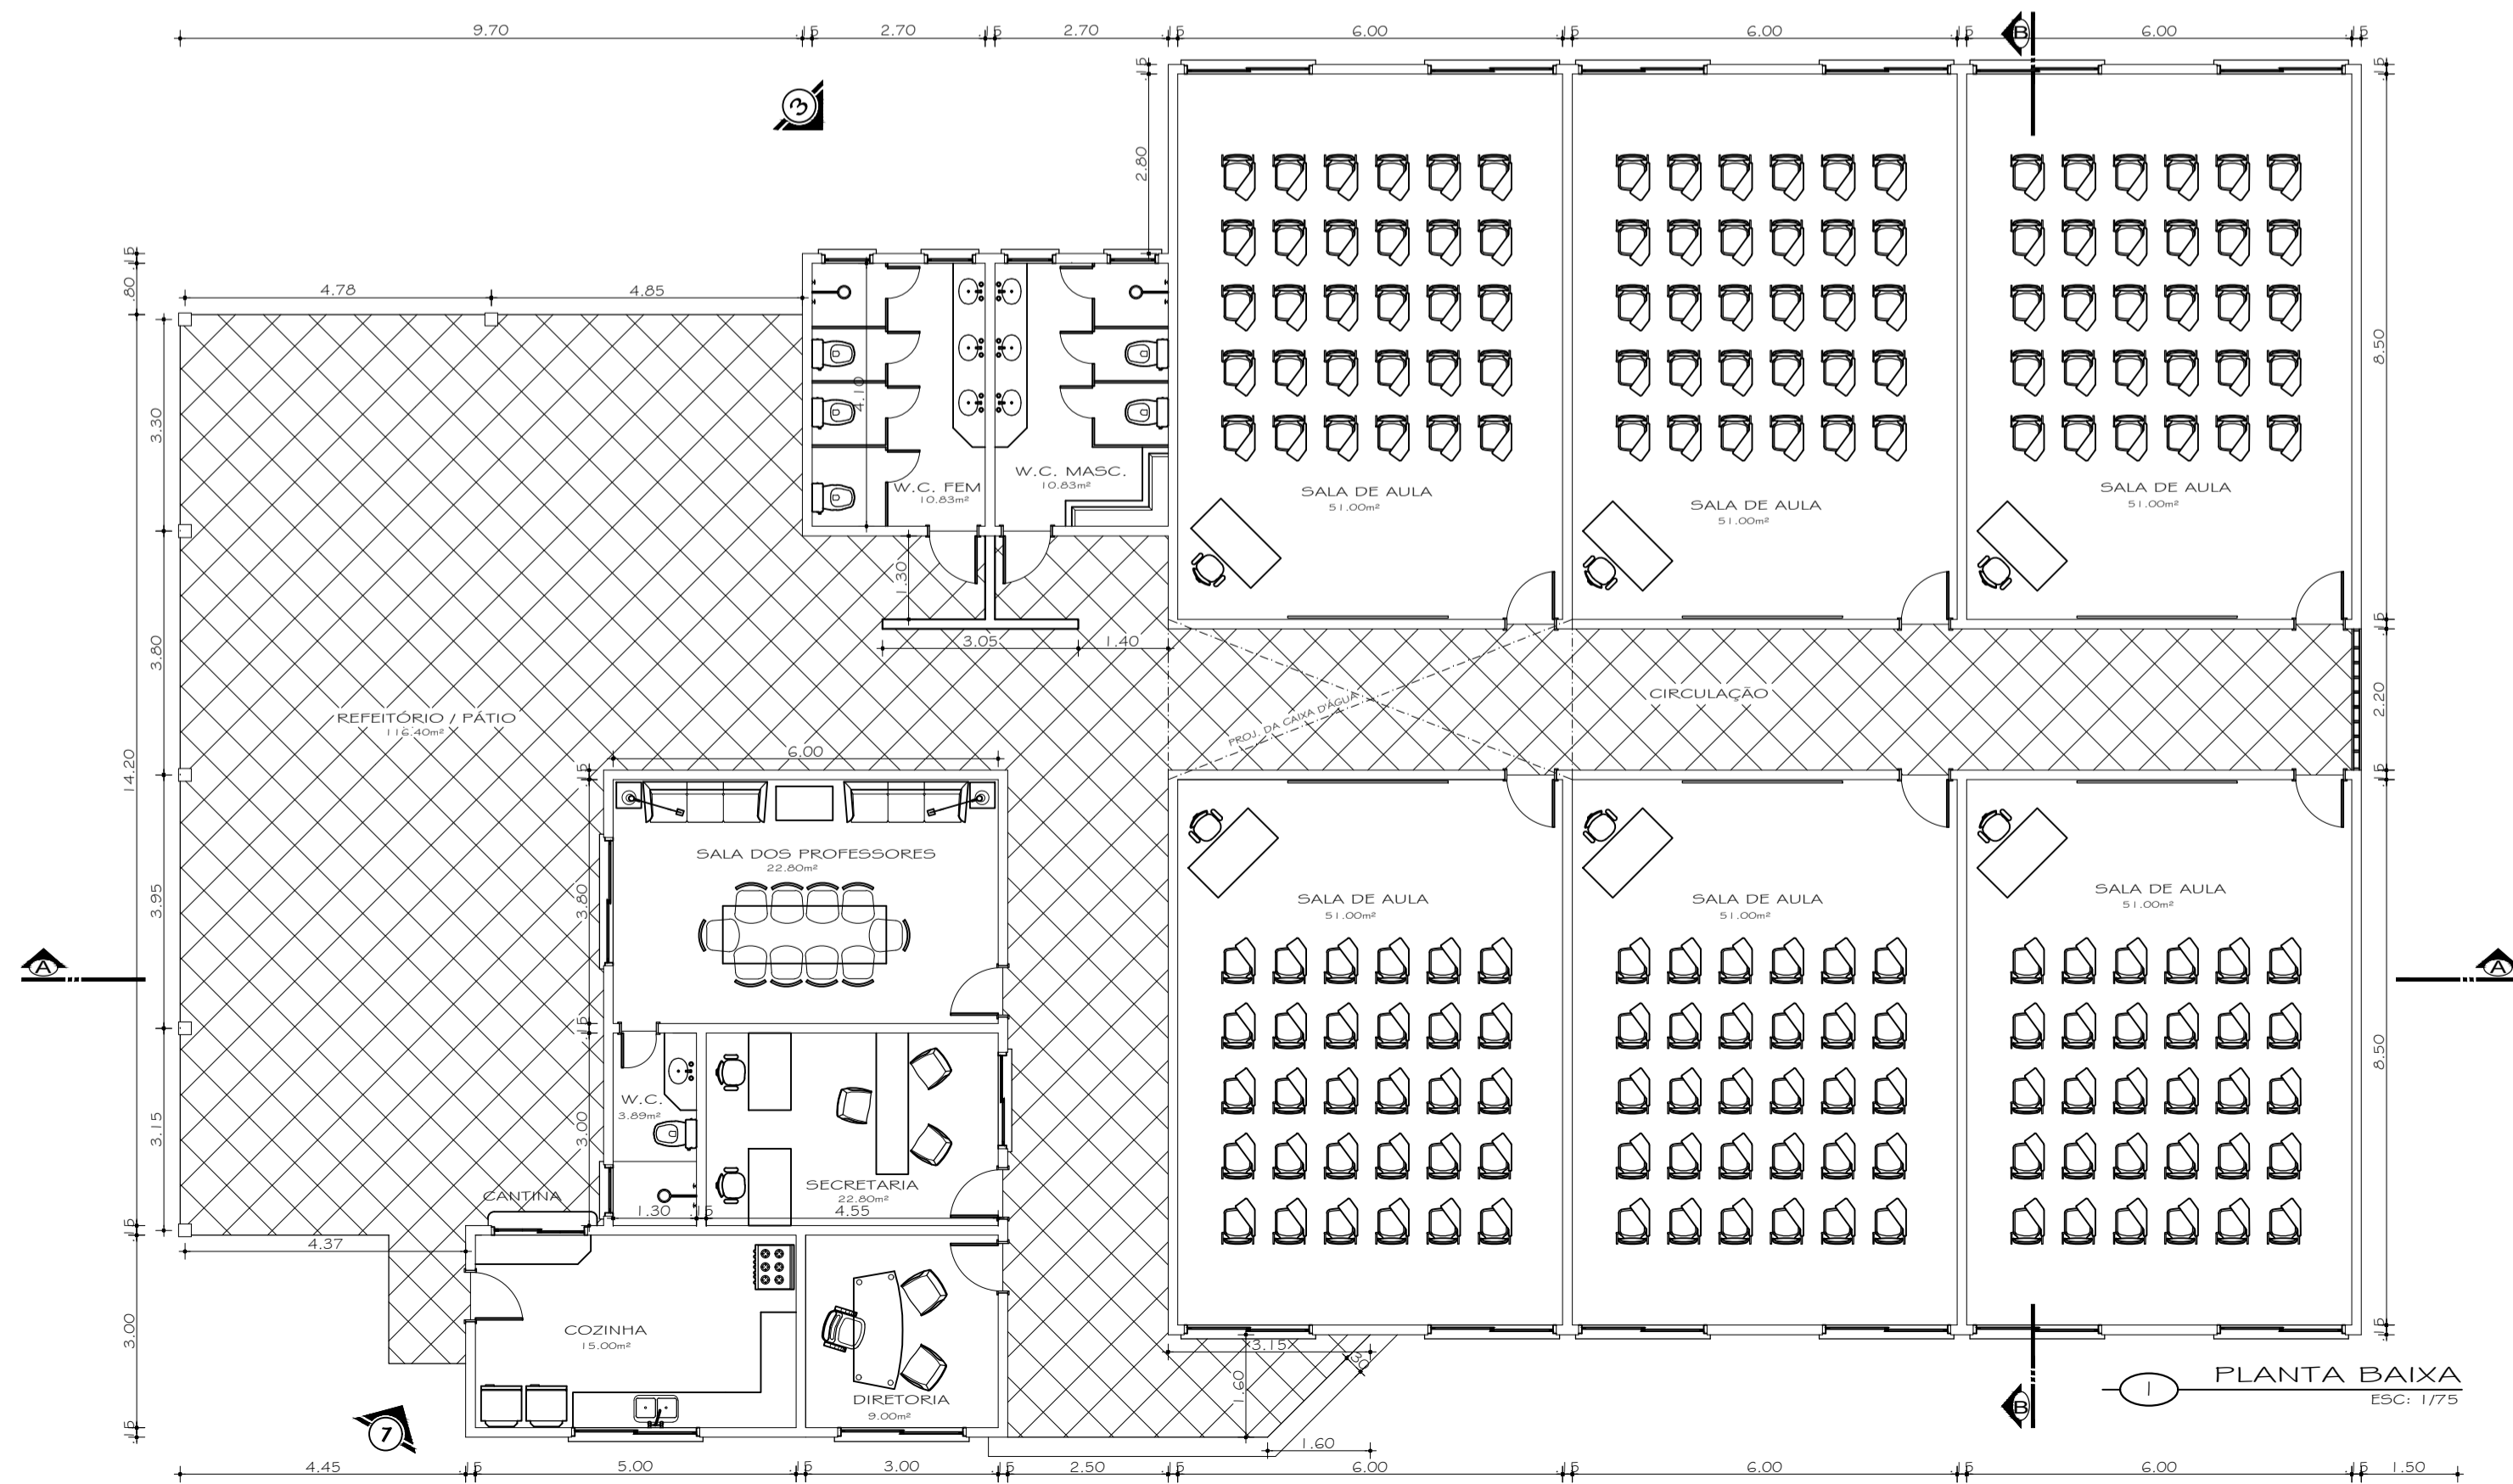 9.70 .15 2.70 .15 2.70 .15 6.00 .15 6.00 .15 6.00 .15
B
3
.15 .15
2.80
.15
.80
4.78 4.85
4.10
8.50
3.30
W.C. FEM
10.83m²
W.C. MASC.
10.83m²
SALA DE AULA
51.00m²
SALA DE AULA
51.00m²
SALA DE AULA
51.00m²
1.30
3.05 1.40
.15
3.80
REFEITÓRIO / PÁTIO
116.40m²
CIRCULAÇÃO
PROJ. DA CAIXA D'ÁGUA
2.20
14.20
6.00
.15 .15
SALA DOS PROFESSORES
22.80m²
3.95
3.80
SALA DE AULA
51.00m²
SALA DE AULA
51.00m²
SALA DE AULA
51.00m²
A A
.15
8.50
W.C.
3.89m²
3.15
3.00
SECRETARIA
22.80m²
CANTINA
1.30 .15 4.55
.15
4.37
3.00
COZINHA
15.00m²
DIRETORIA
9.00m²
.15
3.15
.30
1.60
1.60
7
B
1
PLANTA BAIXA
ESC: 1/75
.15
4.45 .15 5.00 .15 3.00 .15 2.50 .15 6.00 .15 6.00 .15 6.00 .15 1.50